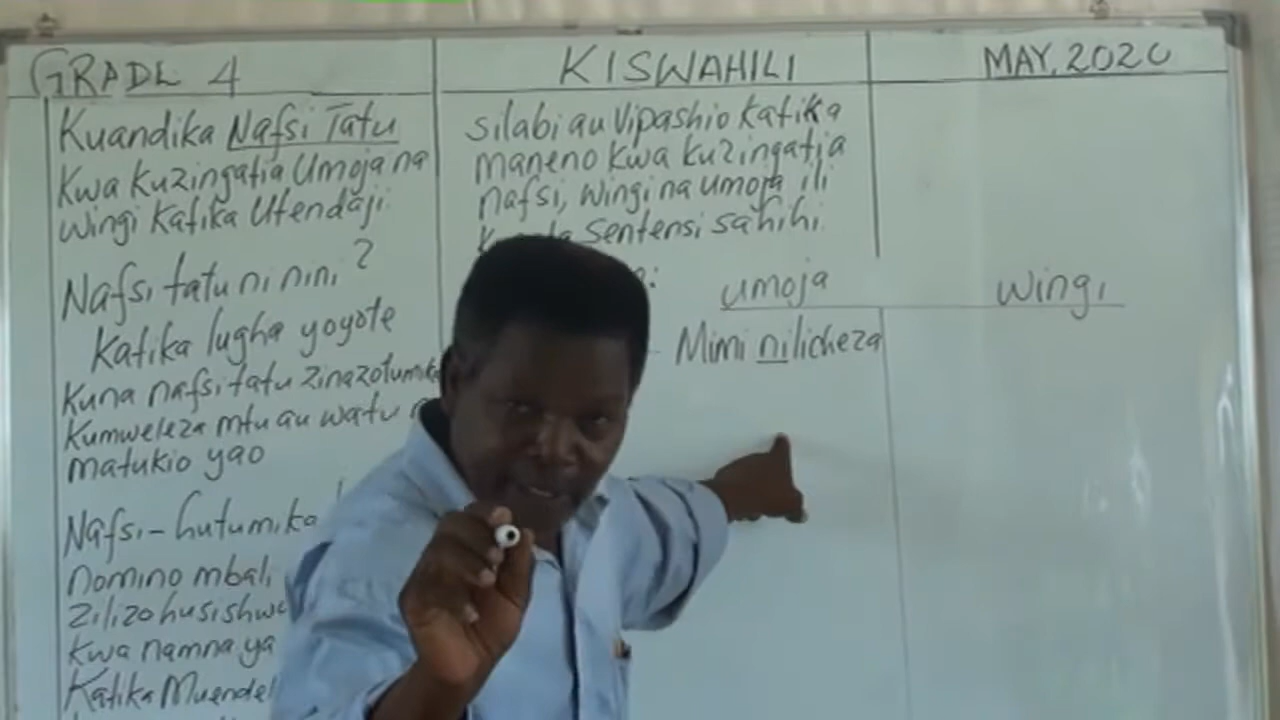 GRADE 4
KISWAHILI
MAY, 2020
Kuandika Nafsi Tatu
Kwa Kuzingatia Umoja na
wingi Katika Utendaji.
Nafsi tatu ni nini?
Katika lugha yoyote
Kuna nafsi tatu zinazotumika
Kumweleza mtu au watu
matukio yao
Nafsi - hutumika
nomino mbali
zilizohusishwa
kwa namna ya
Katika Muendel
silabi au vipashio katika
maneno kwa kuzingatia
nafsi, wingi na umoja ili
sentensi sahihi.
umoja
wingi
Mimi nilicheza